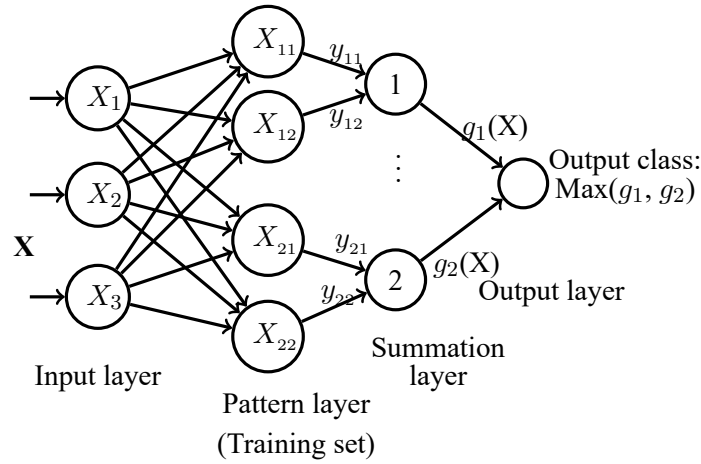 X₁₁
y₁₁
X₁
1
X₁₂
y₁₂
g₁(X)
⋮
Output class:
Max(g₁, g₂)
X₂
X
X₂₁
y₂₁
y₂₂
2
g₂(X)
Output layer
X₃
X₂₂
Input layer
Summation
layer
Pattern layer
(Training set)